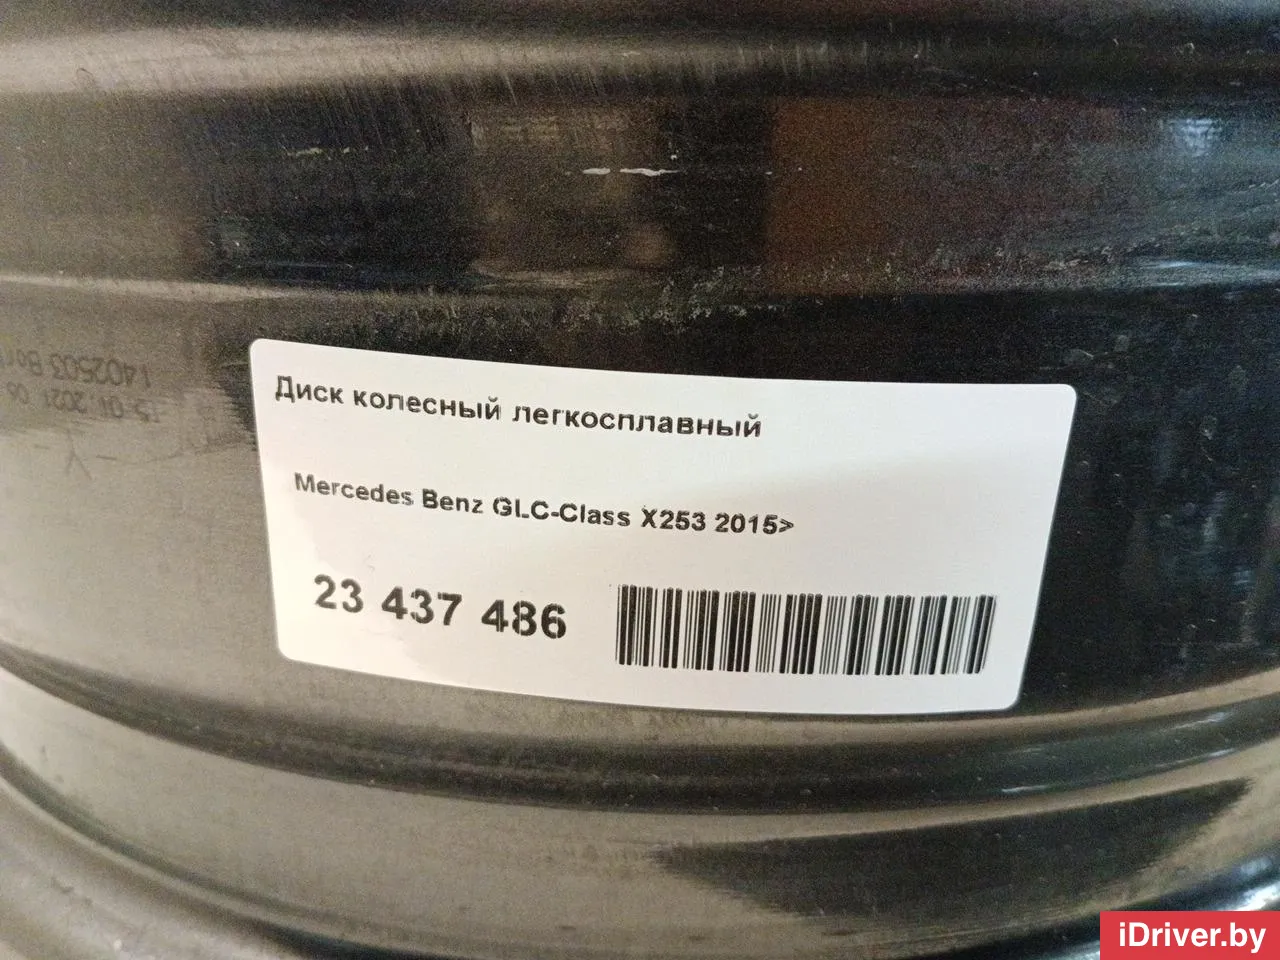 Диск колесный легкосплавный
Mercedes Benz GLC-Class X253 2015>
23 437 486
iDriver.by